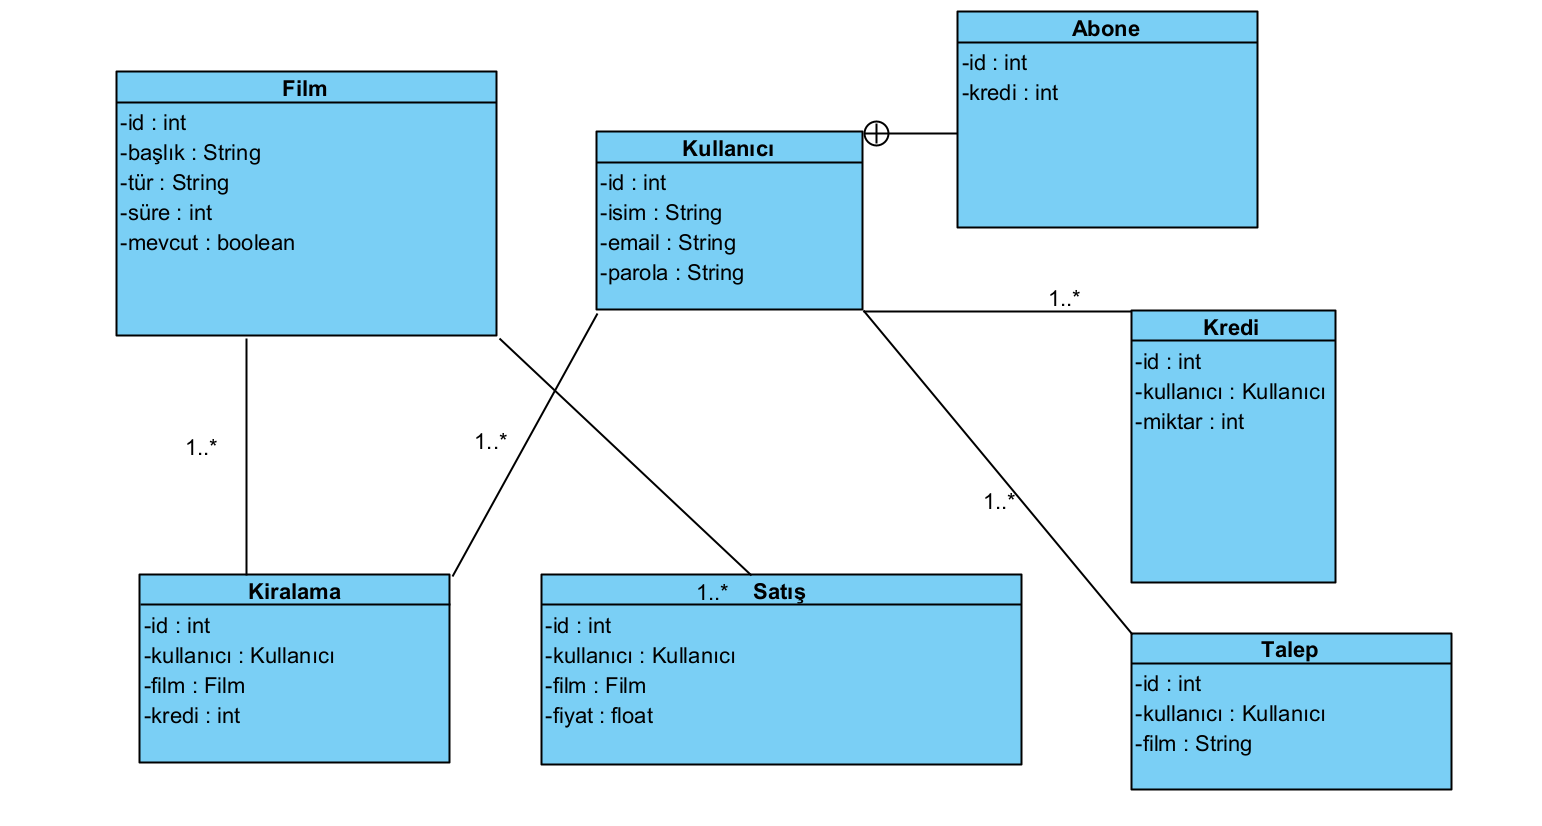 Film
-id : int
-başlık : String
-tür : String
-süre : int
-mevcut : boolean
Kullanıcı
-id : int
-isim : String
-email : String
-parola : String
Abone
-id : int
-kredi : int
1..*
Kredi
-id : int
-kullanıcı : Kullanıcı
-miktar : int
1..*
1..*
1..*
Kiralama
-id : int
-kullanıcı : Kullanıcı
-film : Film
-kredi : int
1..* Satış
-id : int
-kullanıcı : Kullanıcı
-film : Film
-fiyat : float
Talep
-id : int
-kullanıcı : Kullanıcı
-film : String